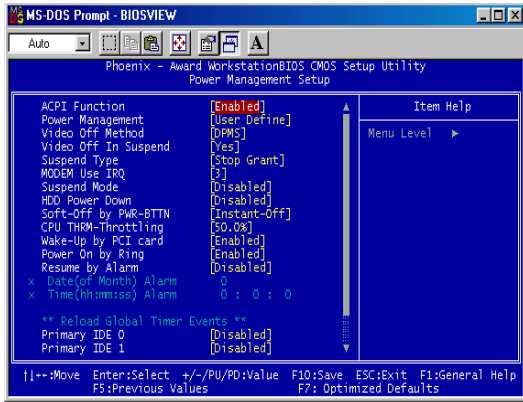 MS-DOS Prompt - BIOSVIEW
Auto
A
Phoenix - Award WorkstationBIOS CMOS Setup Utility
Power Management Setup
ACPI Function [Enabled]
Power Management [User Define]
Video Off Method [DPMS]
Video Off In Suspend [Yes]
Suspend Type [Stop Grant]
MODEM Use IRQ [3]
Suspend Mode [Disabled]
HDD Power Down [Disabled]
Soft-Off by PWR-BTTN [Instant-Off]
CPU THRM-Throttling [50.0%]
Wake-Up by PCI card [Enabled]
Power On by Ring [Enabled]
Resume by Alarm [Disabled]
x Date(of Month) Alarm 0
x Time(hh:mm:ss) Alarm 0 : 0 : 0
** Reload Global Timer Events **
Primary IDE 0 [Disabled]
Primary IDE 1 [Disabled]
Item Help
Menu Level ►
↑↓←→:Move Enter:Select +/-/PU/PD:Value F10:Save ESC:Exit F1:General Help
F5:Previous Values F7: Optimized Defaults